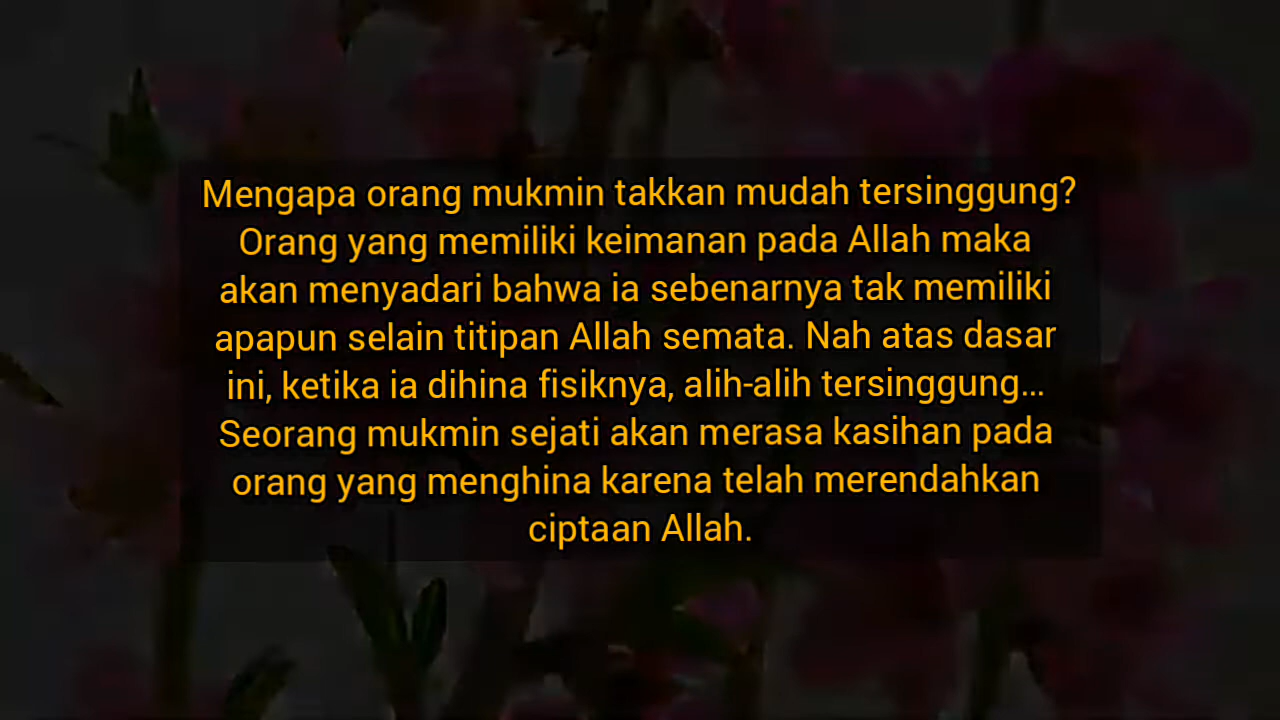 Mengapa orang mukmin takkan mudah tersinggung?
Orang yang memiliki keimanan pada Allah maka
akan menyadari bahwa ia sebenarnya tak memiliki
apapun selain titipan Allah semata. Nah atas dasar
ini, ketika ia dihina fisiknya, alih-alih tersinggung...
Seorang mukmin sejati akan merasa kasihan pada
orang yang menghina karena telah merendahkan
ciptaan Allah.